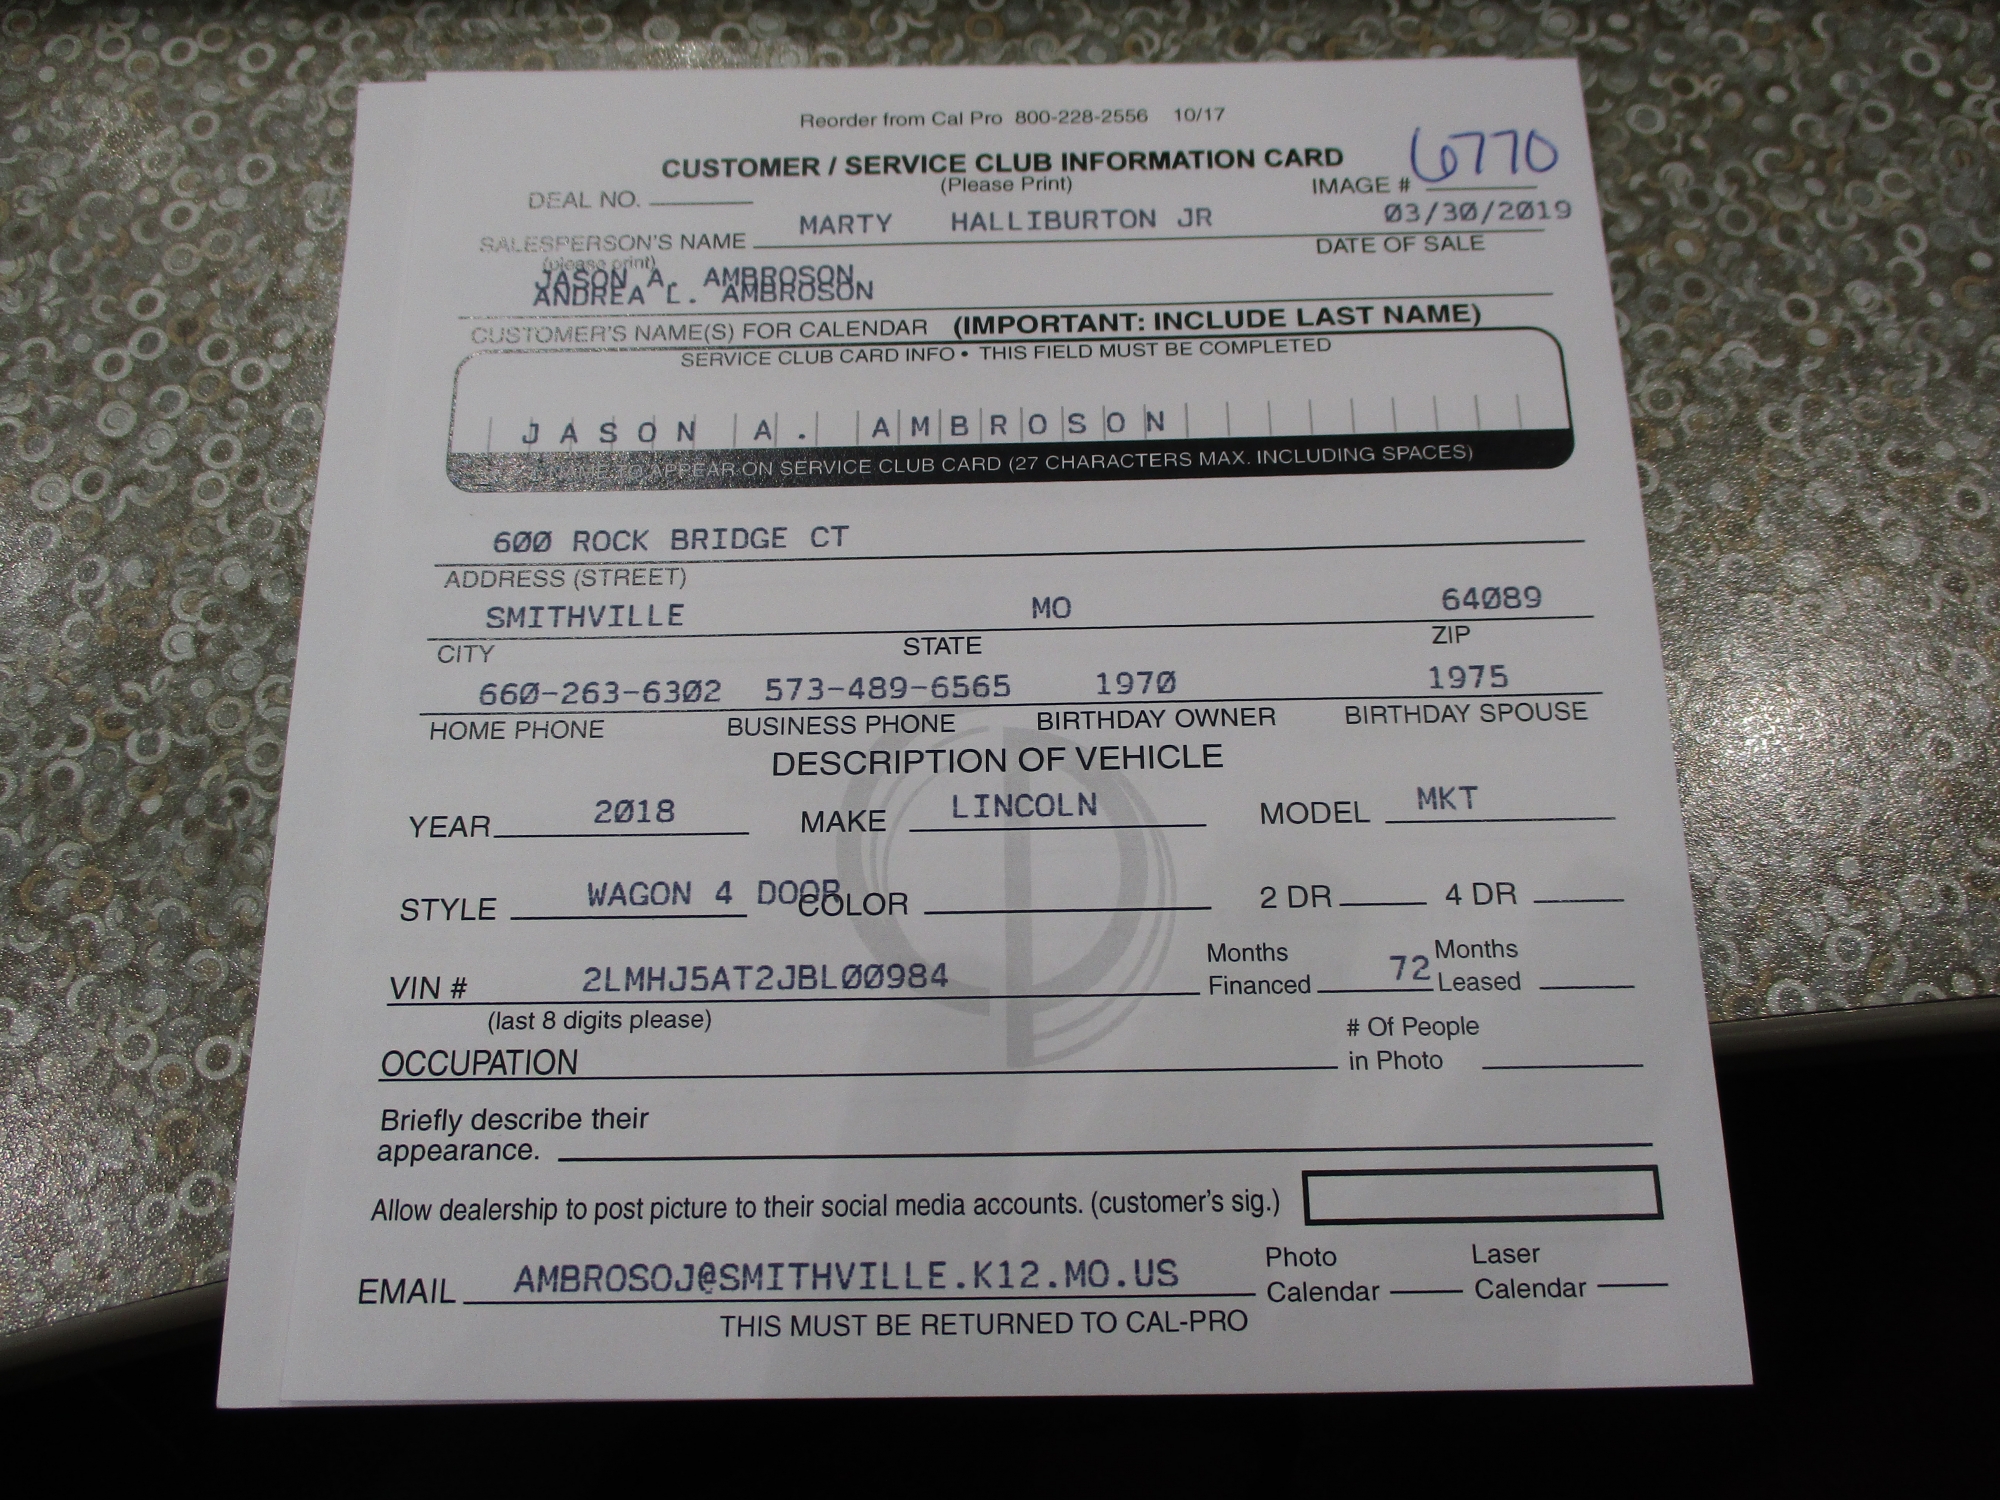 Reorder from Cal Pro 800-228-2556 10/17
CUSTOMER / SERVICE CLUB INFORMATION CARD
(Please Print)
DEAL NO. IMAGE # 6770
MARTY HALLIBURTON JR 03/30/2019
SALESPERSON'S NAME DATE OF SALE
(please print)
JASON A. AMBROSON
ANDREA L. AMBROSON
CUSTOMER'S NAME(S) FOR CALENDAR (IMPORTANT: INCLUDE LAST NAME)
SERVICE CLUB CARD INFO • THIS FIELD MUST BE COMPLETED
JASON A. AMBROSON
NAME TO APPEAR ON SERVICE CLUB CARD (27 CHARACTERS MAX. INCLUDING SPACES)
600 ROCK BRIDGE CT
ADDRESS (STREET)
SMITHVILLE MO 64089
CITY STATE ZIP
660-263-6302 573-489-6565 1970 1975
HOME PHONE BUSINESS PHONE BIRTHDAY OWNER BIRTHDAY SPOUSE
DESCRIPTION OF VEHICLE
YEAR 2018 MAKE LINCOLN MODEL MKT
STYLE WAGON 4 DOOR COLOR 2 DR 4 DR
VIN # 2LMHJ5AT2JBL00984 Months Financed 72 Months Leased
(last 8 digits please)
OCCUPATION # Of People in Photo
Briefly describe their
appearance.
Allow dealership to post picture to their social media accounts. (customer's sig.)
EMAIL AMBROSOJ@SMITHVILLE.K12.MO.US Photo Calendar Laser Calendar
THIS MUST BE RETURNED TO CAL-PRO